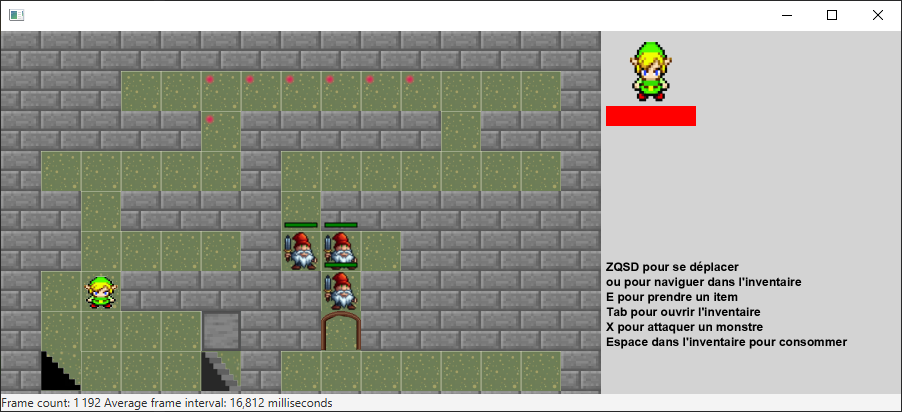 ZQSD pour se déplacer
ou pour naviguer dans l'inventaire
E pour prendre un item
Tab pour ouvrir l'inventaire
X pour attaquer un monstre
Espace dans l'inventaire pour consommer
Frame count: 1 192 Average frame interval: 16,812 milliseconds